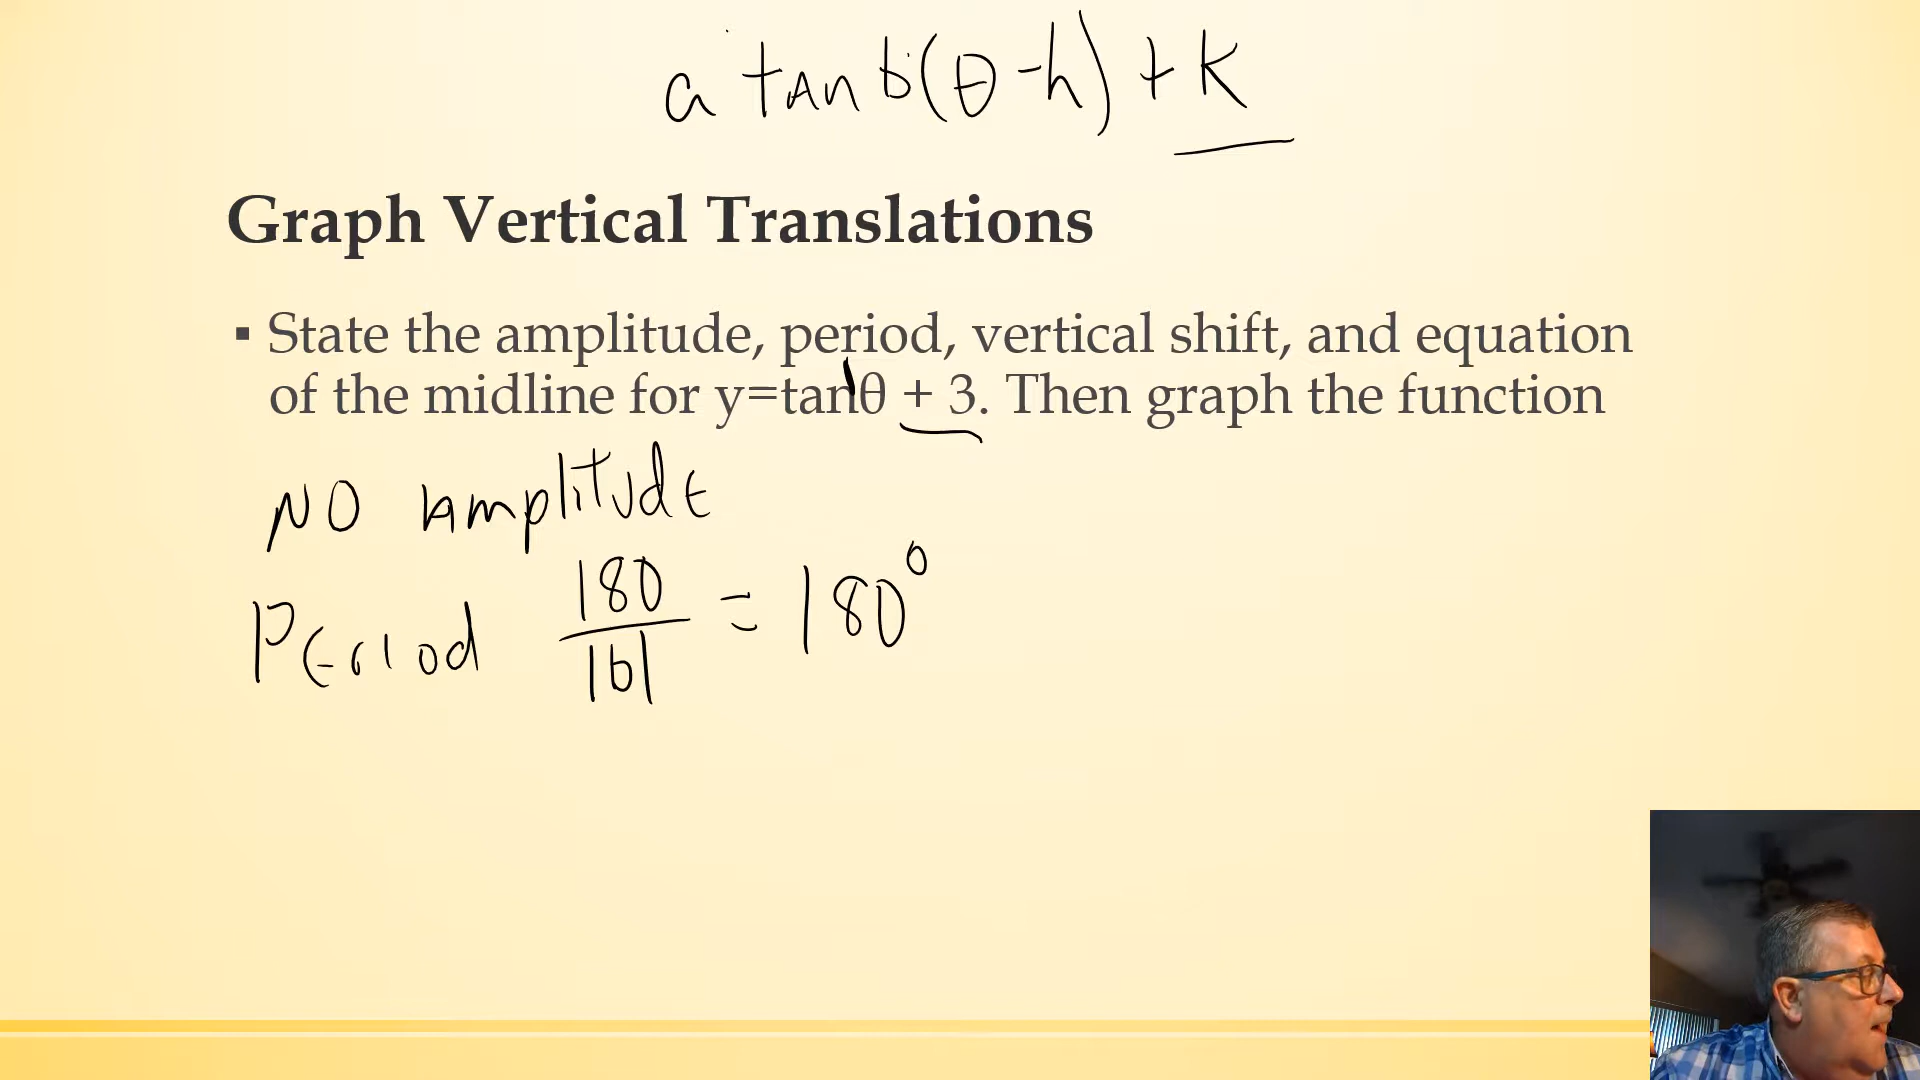 a tan b(θ-h) + K
Graph Vertical Translations
▪ State the amplitude, period, vertical shift, and equation
of the midline for y=tan1θ + 3. Then graph the function
NO Amplitude
Period 180/|b| = 180°